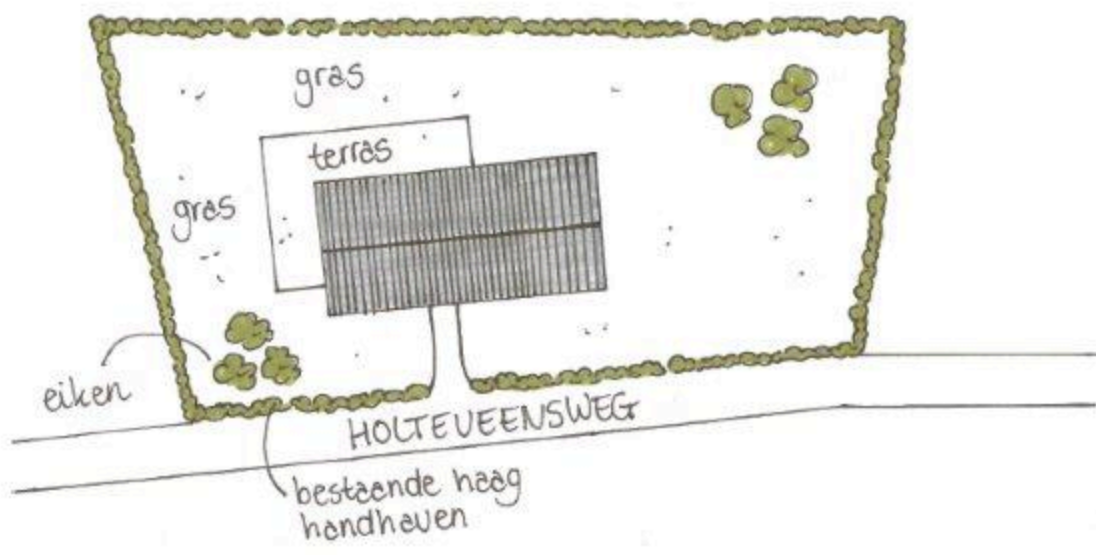 gras
terras
gras
eiken
HOLTEVEENSWEG
bestaande haag
handhaven